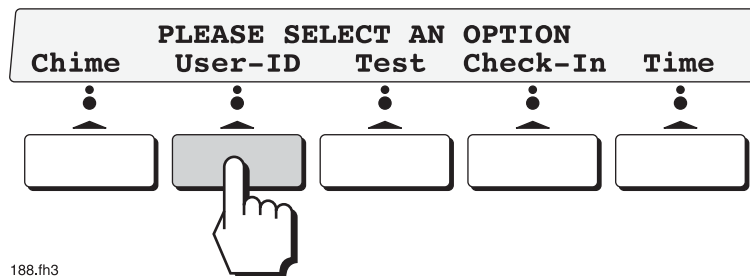 PLEASE SELECT AN OPTION
Chime User-ID Test Check-In Time
188.fh3